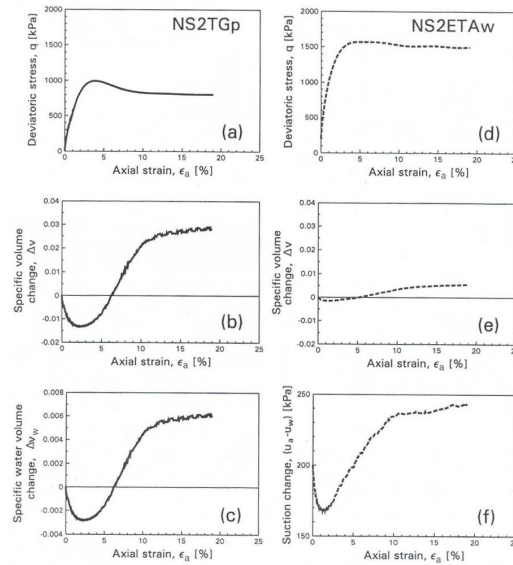 NS2TGp
Deviatoric stress, q [kPa]
2000
1500
1000
500
0
0 5 10 15 20 25
Axial strain, εa [%]
(a)
NS2ETAw
Deviatoric stress, q [kPa]
2000
1500
1000
500
0
0 5 10 15 20 25
Axial strain, εa [%]
(d)
Specific volume
change, Δv
0.04
0.03
0.02
0.01
0
-0.01
-0.02
0 5 10 15 20 25
Axial strain, εa [%]
(b)
Specific volume
change, Δv
0.04
0.03
0.02
0.01
0
-0.01
-0.02
0 5 10 15 20 25
Axial strain, εa [%]
(e)
Specific water volume
change, Δvw
0.008
0.006
0.004
0.002
0
-0.002
-0.004
0 5 10 15 20 25
Axial strain, εa [%]
(c)
Suction change, (ua-uw) [kPa]
250
200
150
0 5 10 15 20 25
Axial strain, εa [%]
(f)